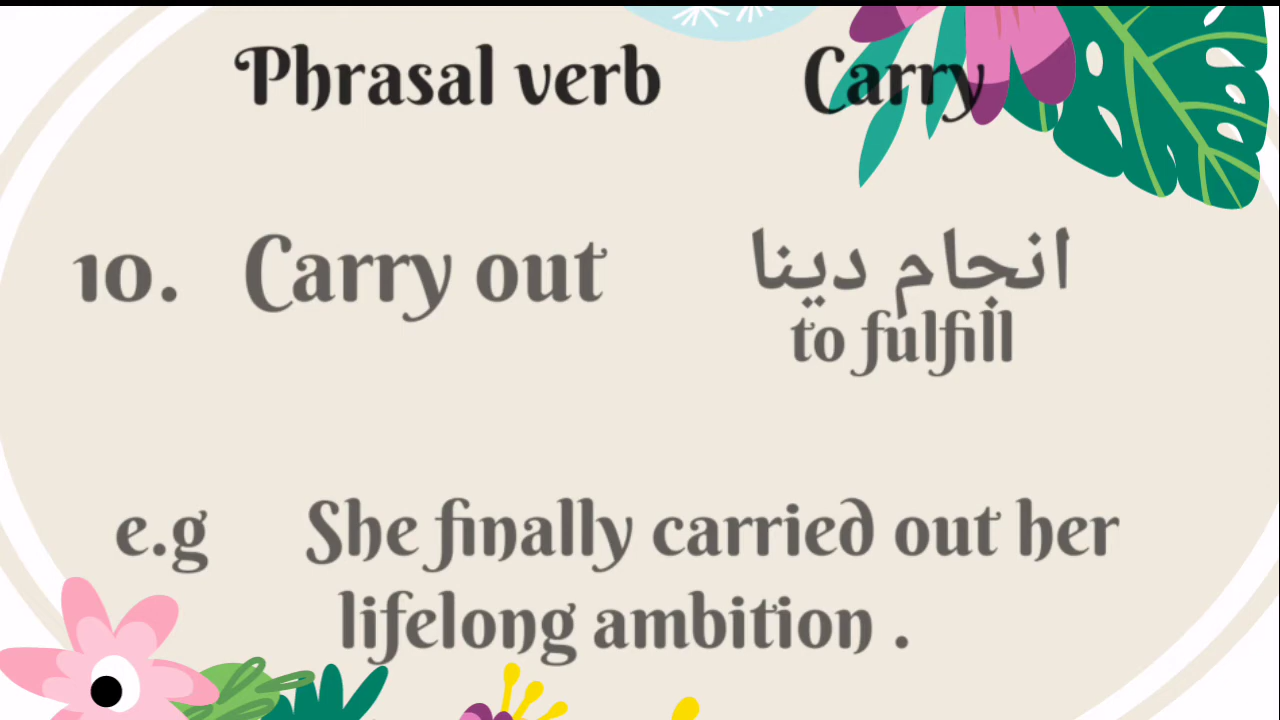 Phrasal verb Carry
10. Carry out انجام دینا
to fulfill
e.g She finally carried out her
lifelong ambition .